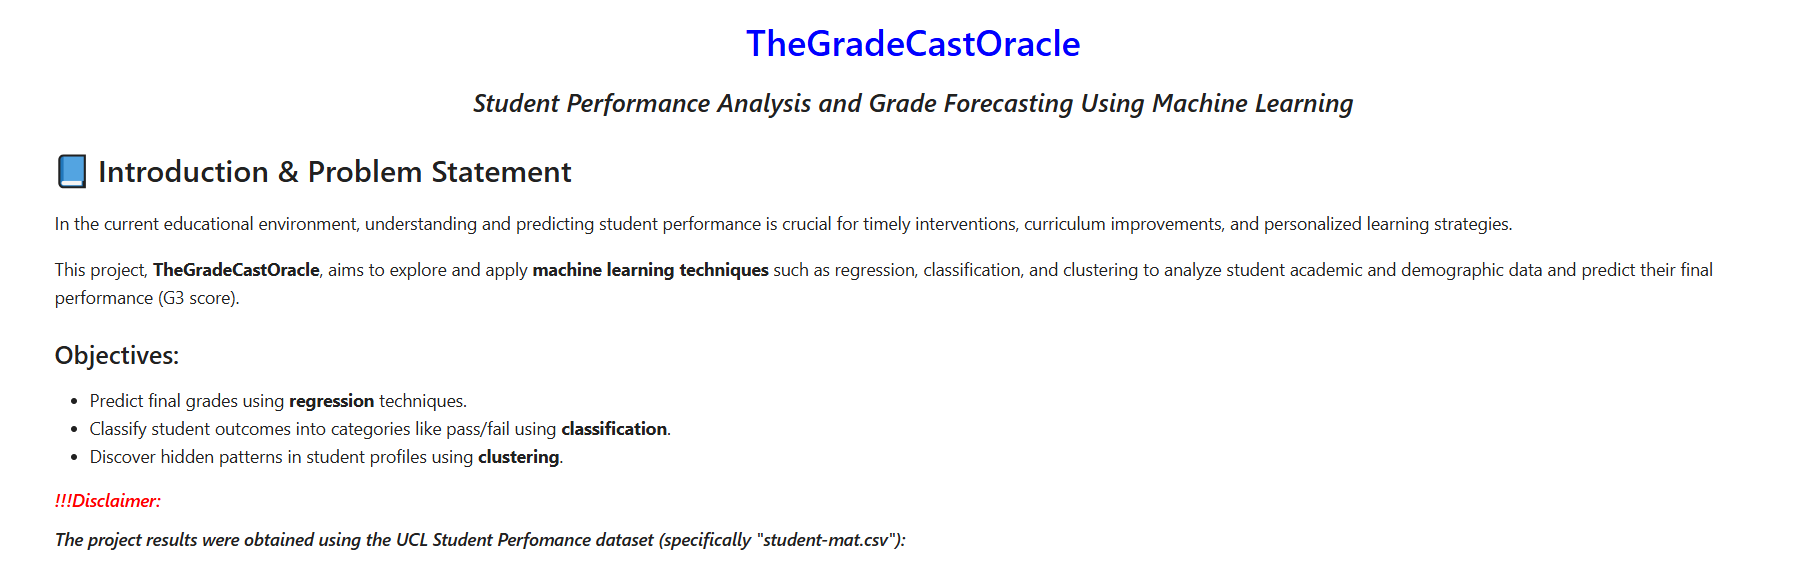 TheGradeCastOracle
Student Performance Analysis and Grade Forecasting Using Machine Learning
Introduction & Problem Statement
In the current educational environment, understanding and predicting student performance is crucial for timely interventions, curriculum improvements, and personalized learning strategies.
This project, TheGradeCastOracle, aims to explore and apply machine learning techniques such as regression, classification, and clustering to analyze student academic and demographic data and predict their final
performance (G3 score).
Objectives:
• Predict final grades using regression techniques.
• Classify student outcomes into categories like pass/fail using classification.
• Discover hidden patterns in student profiles using clustering.
!!!Disclaimer:
The project results were obtained using the UCL Student Perfomance dataset (specifically "student-mat.csv"):